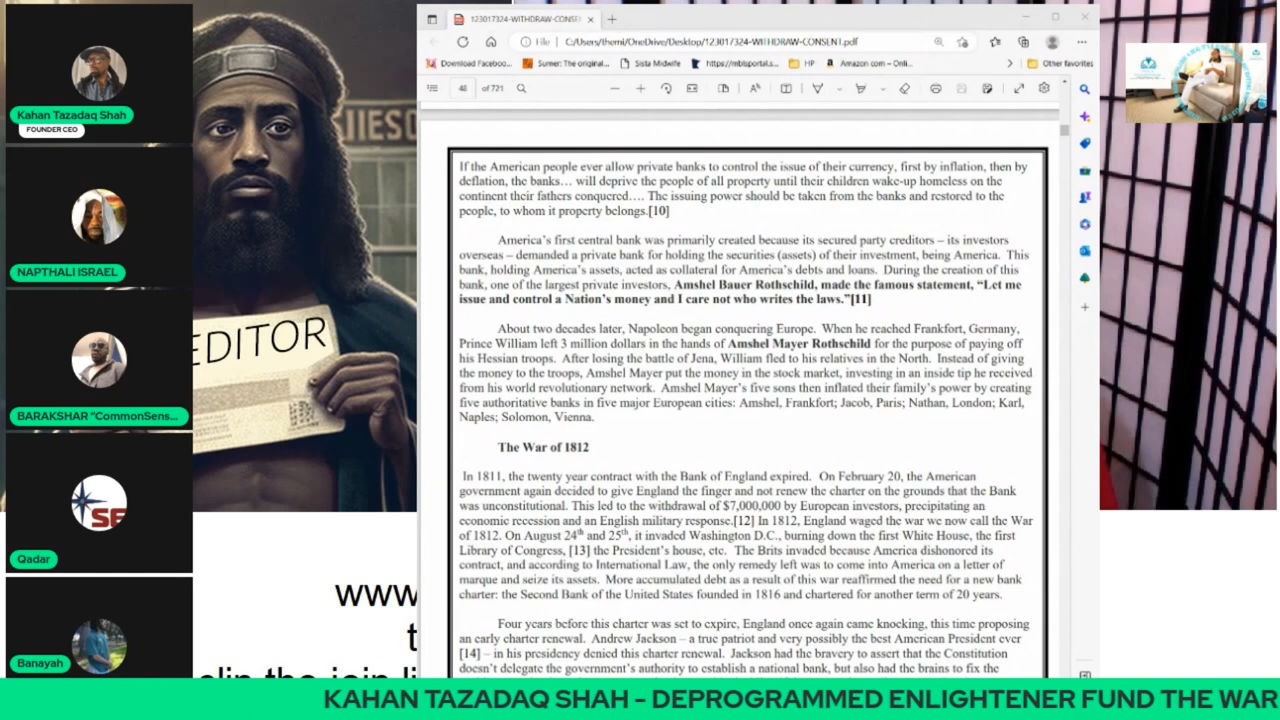 Kahan Tazadaq Shah
FOUNDER CEO
NAPTHALI ISRAEL
BARAKSHAR "CommonSens...
Qadar
Banayah
SE
EDITOR
IIESC
www
123017324-WITHDRAW-CONSE
File
C:/Users/themi/OneDrive/Desktop/123017324-WITHDRAW-CONSENT.pdf
Download Faceboo...
Sumer: The original...
Sista Midwife
https://mblsportal.s...
HP
Amazon com – Onli...
Other favorites
48 of 721
If the American people ever allow private banks to control the issue of their currency, first by inflation, then by
deflation, the banks… will deprive the people of all property until their children wake-up homeless on the
continent their fathers conquered…. The issuing power should be taken from the banks and restored to the
people, to whom it property belongs.[10]
America's first central bank was primarily created because its secured party creditors – its investors
overseas – demanded a private bank for holding the securities (assets) of their investment, being America. This
bank, holding America's assets, acted as collateral for America's debts and loans. During the creation of this
bank, one of the largest private investors, Amshel Bauer Rothschild, made the famous statement, "Let me
issue and control a Nation's money and I care not who writes the laws."[11]
About two decades later, Napoleon began conquering Europe. When he reached Frankfort, Germany,
Prince William left 3 million dollars in the hands of Amshel Mayer Rothschild for the purpose of paying off
his Hessian troops. After losing the battle of Jena, William fled to his relatives in the North. Instead of giving
the money to the troops, Amshel Mayer put the money in the stock market, investing in an inside tip he received
from his world revolutionary network. Amshel Mayer's five sons then inflated their family's power by creating
five authoritative banks in five major European cities: Amshel, Frankfort; Jacob, Paris; Nathan, London; Karl,
Naples; Solomon, Vienna.
The War of 1812
In 1811, the twenty year contract with the Bank of England expired. On February 20, the American
government again decided to give England the finger and not renew the charter on the grounds that the Bank
was unconstitutional. This led to the withdrawal of $7,000,000 by European investors, precipitating an
economic recession and an English military response.[12] In 1812, England waged the war we now call the War
of 1812. On August 24th and 25th, it invaded Washington D.C., burning down the first White House, the first
Library of Congress, [13] the President's house, etc. The Brits invaded because America dishonored its
contract, and according to International Law, the only remedy left was to come into America on a letter of
marque and seize its assets. More accumulated debt as a result of this war reaffirmed the need for a new bank
charter: the Second Bank of the United States founded in 1816 and chartered for another term of 20 years.
Four years before this charter was set to expire, England once again came knocking, this time proposing
an early charter renewal. Andrew Jackson – a true patriot and very possibly the best American President ever
[14] – in his presidency denied this charter renewal. Jackson had the bravery to assert that the Constitution
doesn't delegate the government's authority to establish a national bank, but also had the brains to fix the
KAHAN TAZADAQ SHAH - DEPROGRAMMED ENLIGHTENER FUND THE WAR